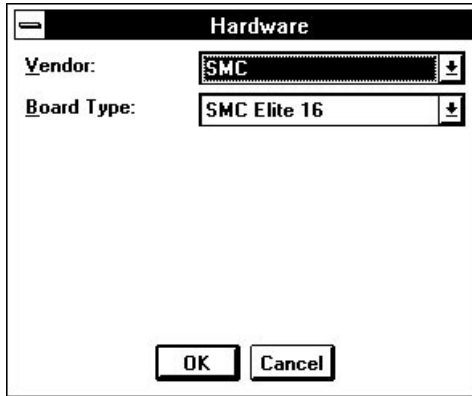 Hardware
Vendor: SMC
Board Type: SMC Elite 16
OK Cancel